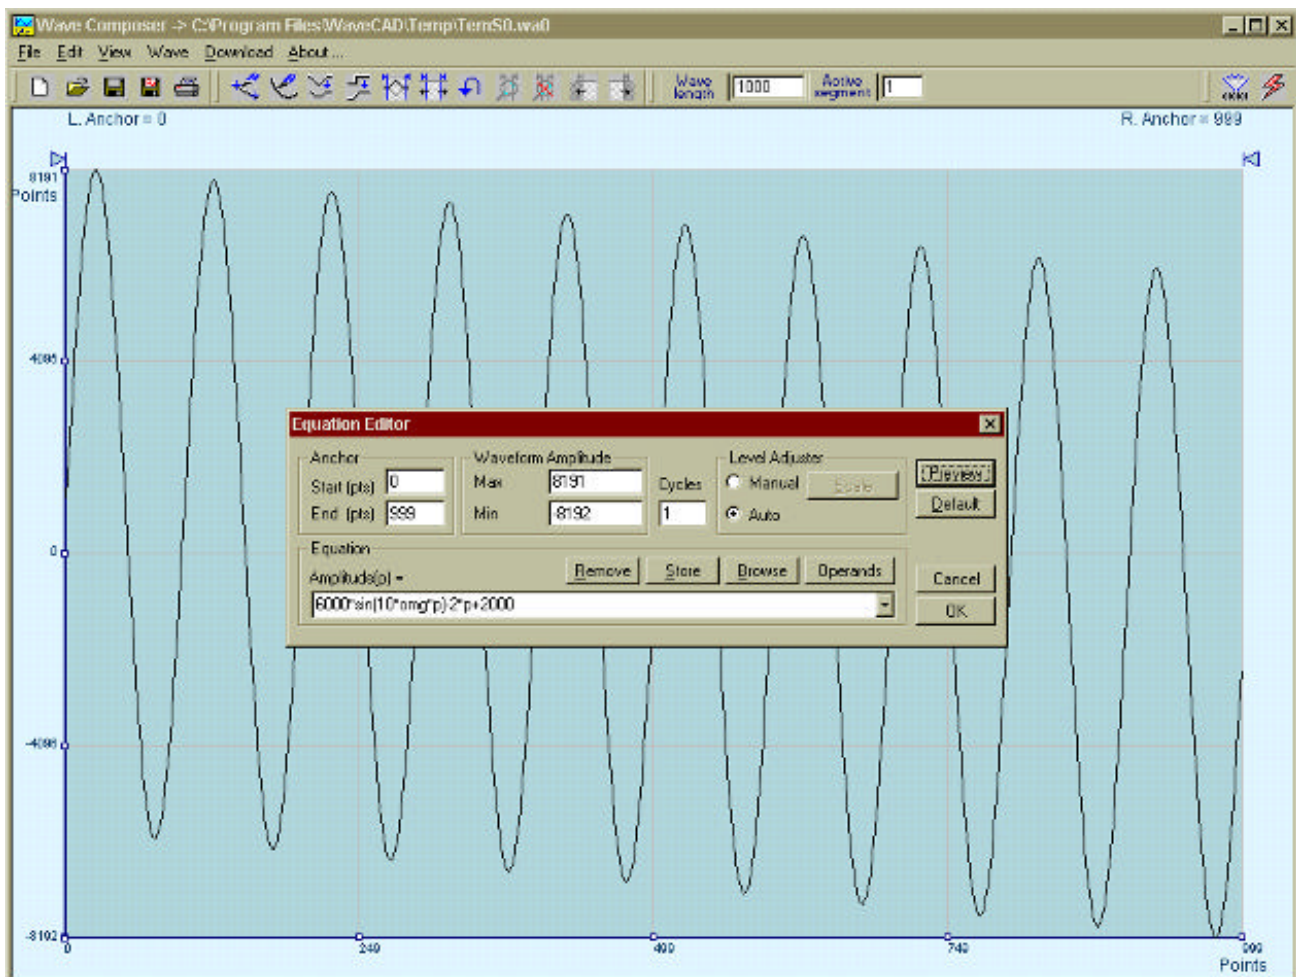 Wave Composer -> C:\Program Files\WaveCAD\Temp\TemS0.wa0
File Edit View Wave Download About ...
Wave length 1000 Active segment 1
L. Anchor = 0 R. Anchor = 999
8191
Points
4095
0
-4096
-8192
0 249 499 749 999
Points
Equation Editor
Anchor
Start (pts) 0
End (pts) 999
Waveform Amplitude
Max 8191
Min -8192
Cycles
1
Level Adjuster
Manual Scale
Auto
Preview
Default
Equation
Remove Store Browse Operands
Amplitude(p) =
6000*sin(10*omg*p)-2*p+2000
Cancel
OK